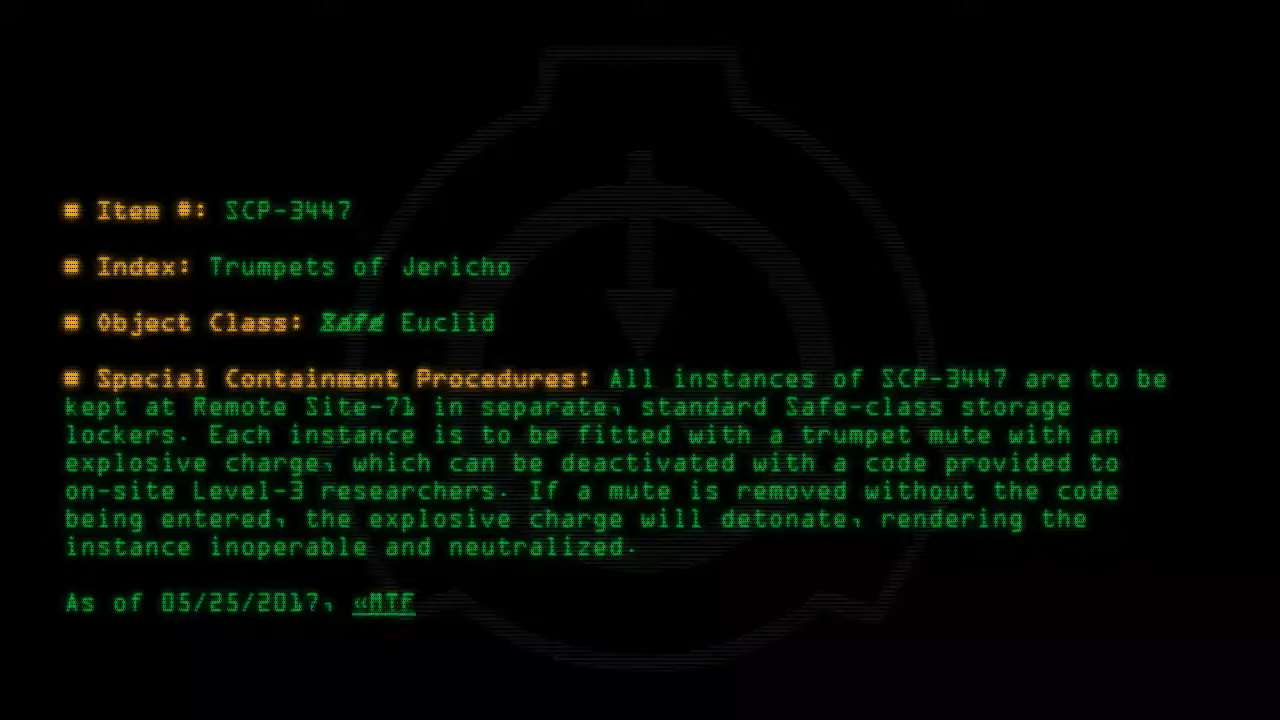 ■ Item #: SCP-3447
■ Index: Trumpets of Jericho
■ Object Class: Safe Euclid
■ Special Containment Procedures: All instances of SCP-3447 are to be
kept at Remote Site-71 in separate, standard Safe-class storage
lockers. Each instance is to be fitted with a trumpet mute with an
explosive charge, which can be deactivated with a code provided to
on-site Level-3 researchers. If a mute is removed without the code
being entered, the explosive charge will detonate, rendering the
instance inoperable and neutralized.
As of 05/25/2017,